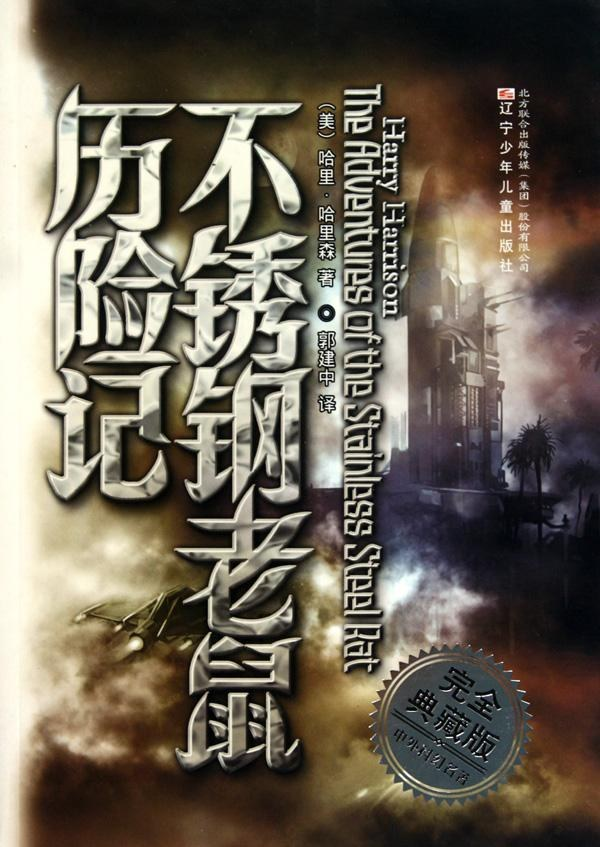 北方联合出版传媒(集团)股份有限公司
辽宁少年儿童出版社
Harry Harrison
The Adventures of the Stainless Steel Rat
(美)哈里·哈里森 著 郭建中 译
不锈钢老鼠
历险记
完全
典藏版
中外科幻名著